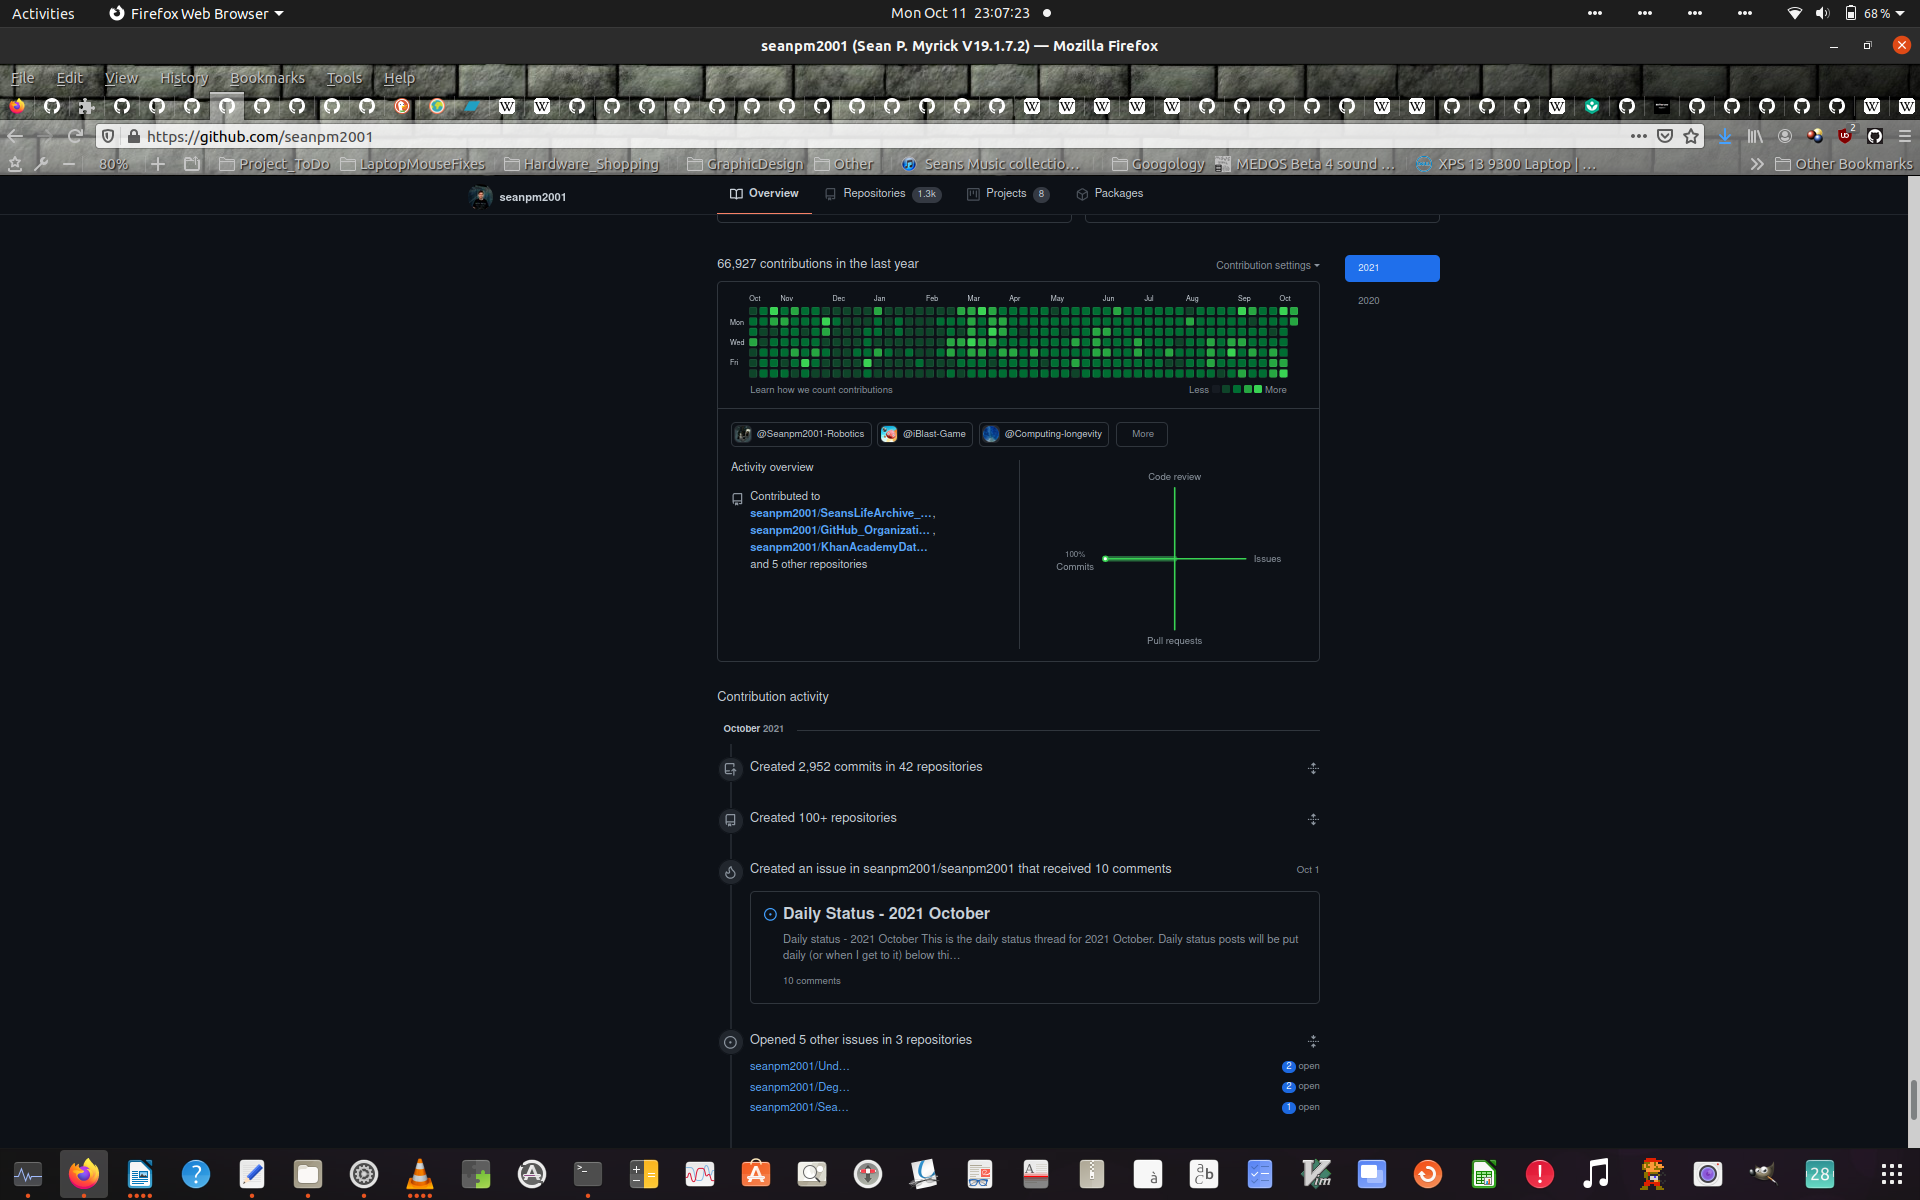 Activities
Firefox Web Browser
Mon Oct 11 23:07:23
68 %
seanpm2001 (Sean P. Myrick V19.1.7.2) — Mozilla Firefox
File Edit View History Bookmarks Tools Help
https://github.com/seanpm2001
2
80%
Project_ToDo
LaptopMouseFixes
Hardware_Shopping
GraphicDesign
Other
Seans Music collectio…
Googology
MEDOS Beta 4 sound …
XPS 13 9300 Laptop | …
Other Bookmarks
seanpm2001
Overview
Repositories 1.3k
Projects 8
Packages
66,927 contributions in the last year
Contribution settings
2021
2020
Oct Nov Dec Jan Feb Mar Apr May Jun Jul Aug Sep Oct
Mon
Wed
Fri
Learn how we count contributions
Less More
@Seanpm2001-Robotics
@iBlast-Game
@Computing-longevity
More
Activity overview
Contributed to
seanpm2001/SeansLifeArchive_…,
seanpm2001/GitHub_Organizati… ,
seanpm2001/KhanAcademyDat…
and 5 other repositories
Code review
100%
Commits
Issues
Pull requests
Contribution activity
October 2021
Created 2,952 commits in 42 repositories
Created 100+ repositories
Created an issue in seanpm2001/seanpm2001 that received 10 comments
Oct 1
Daily Status - 2021 October
Daily status - 2021 October This is the daily status thread for 2021 October. Daily status posts will be put
daily (or when I get to it) below thi…
10 comments
Opened 5 other issues in 3 repositories
seanpm2001/Und…
2 open
seanpm2001/Deg…
2 open
seanpm2001/Sea…
1 open
28